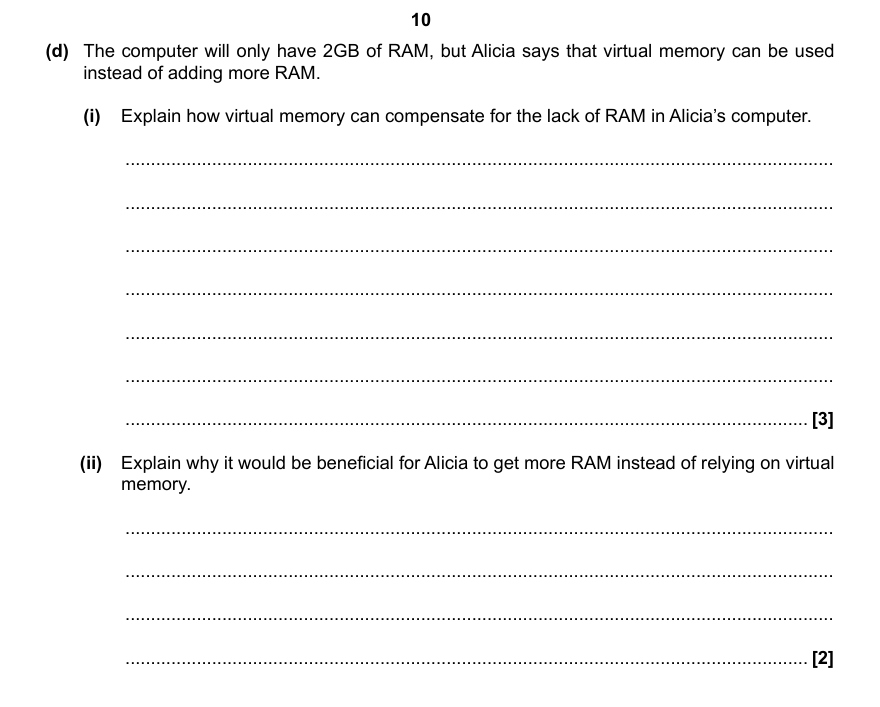 10
(d) The computer will only have 2GB of RAM, but Alicia says that virtual memory can be used
instead of adding more RAM.
(i) Explain how virtual memory can compensate for the lack of RAM in Alicia’s computer.
..........................................................................................................................................
..........................................................................................................................................
..........................................................................................................................................
..........................................................................................................................................
..........................................................................................................................................
..........................................................................................................................................
..................................................................................................................................... [3]
(ii) Explain why it would be beneficial for Alicia to get more RAM instead of relying on virtual
memory.
..........................................................................................................................................
..........................................................................................................................................
..........................................................................................................................................
..................................................................................................................................... [2]